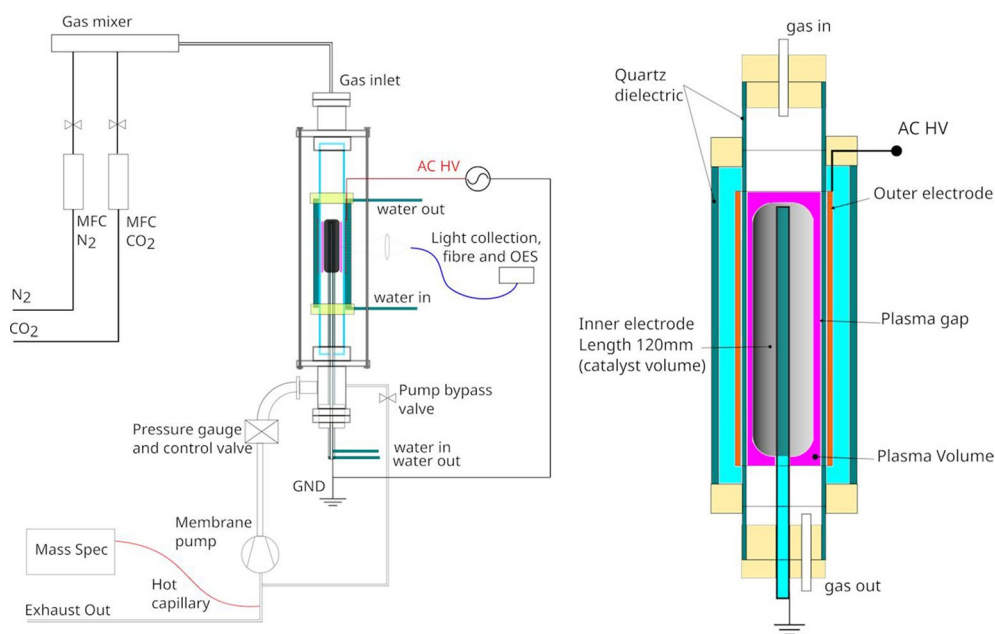 Gas mixer
Gas inlet
MFC
N2
MFC
CO2
N2
CO2
AC HV
water out
Light collection,
fibre and OES
water in
Pump bypass
valve
Pressure gauge
and control valve
water in
water out
GND
Membrane
pump
Mass Spec
Hot
capillary
Exhaust Out
gas in
Quartz
dielectric
AC HV
Outer electrode
Inner electrode
Length 120mm
(catalyst volume)
Plasma gap
Plasma Volume
gas out